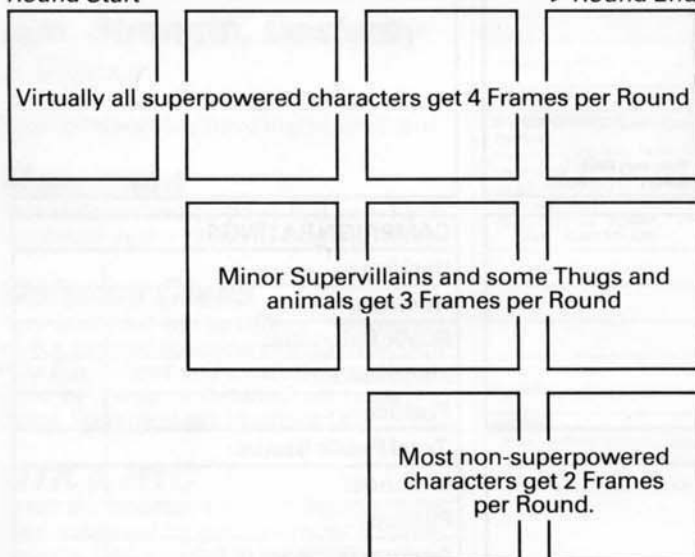 Round Start Round End
Virtually all superpowered characters get 4 Frames per Round
Minor Supervillains and some Thugs and
animals get 3 Frames per Round
Most non-superpowered
characters get 2 Frames
per Round.